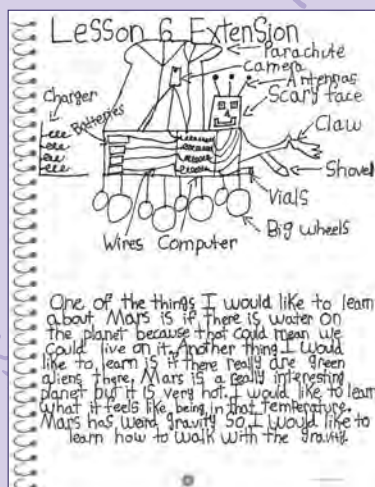 Lesson 6 Extension
Parachute
camera
Antennas
Scary face
Charger
Batteries
Claw
Shovel
Vials
Big wheels
Wires Computer
One of the things I would like to learn
about Mars is if there is water on
the planet because that could mean we
could live on it. Another thing I would
like to learn is if there really are green
aliens there. Mars is a really interesting
planet but it is very hot. I would like to learn
what it feels like being in that temperature.
Mars has weird gravity so I would like to
learn how to walk with the gravity.